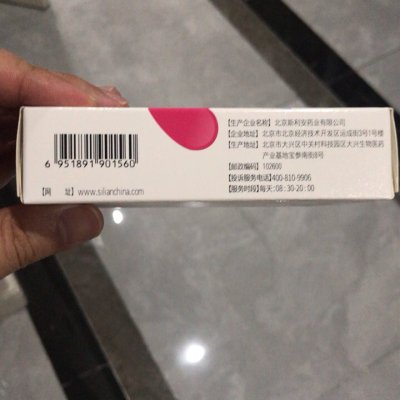 6 951891 901560
【网 址】www.silianchina.com
【生产企业名称】北京斯利安药业有限公司
【企业地址】北京市北京经济技术开发区运成街3号1号楼
【生产地址】北京市大兴区中关村科技园区大兴生物医药
产业基地宝参南街8号
【邮政编码】102600
【投诉服务电话】400-810-9906
【服务时段】每天:08:30-20:00